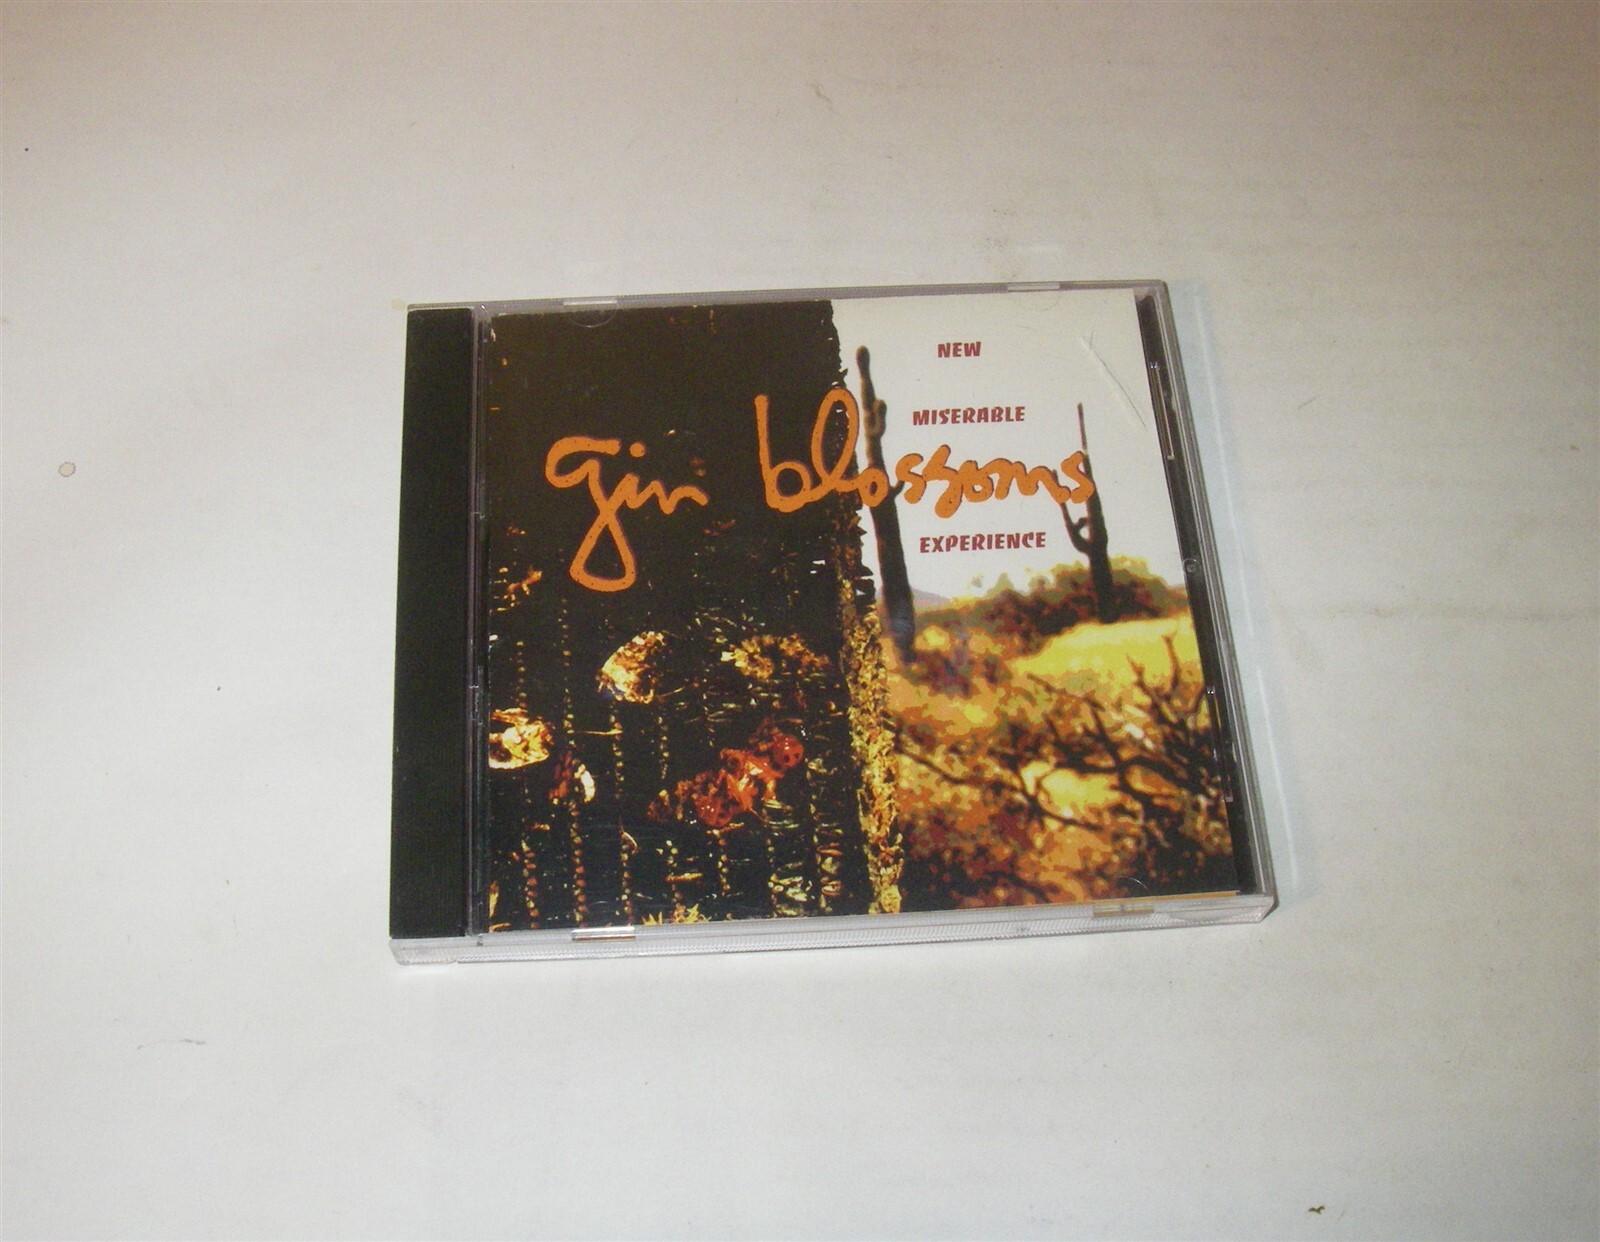 NEW
MISERABLE
gin blossoms
EXPERIENCE